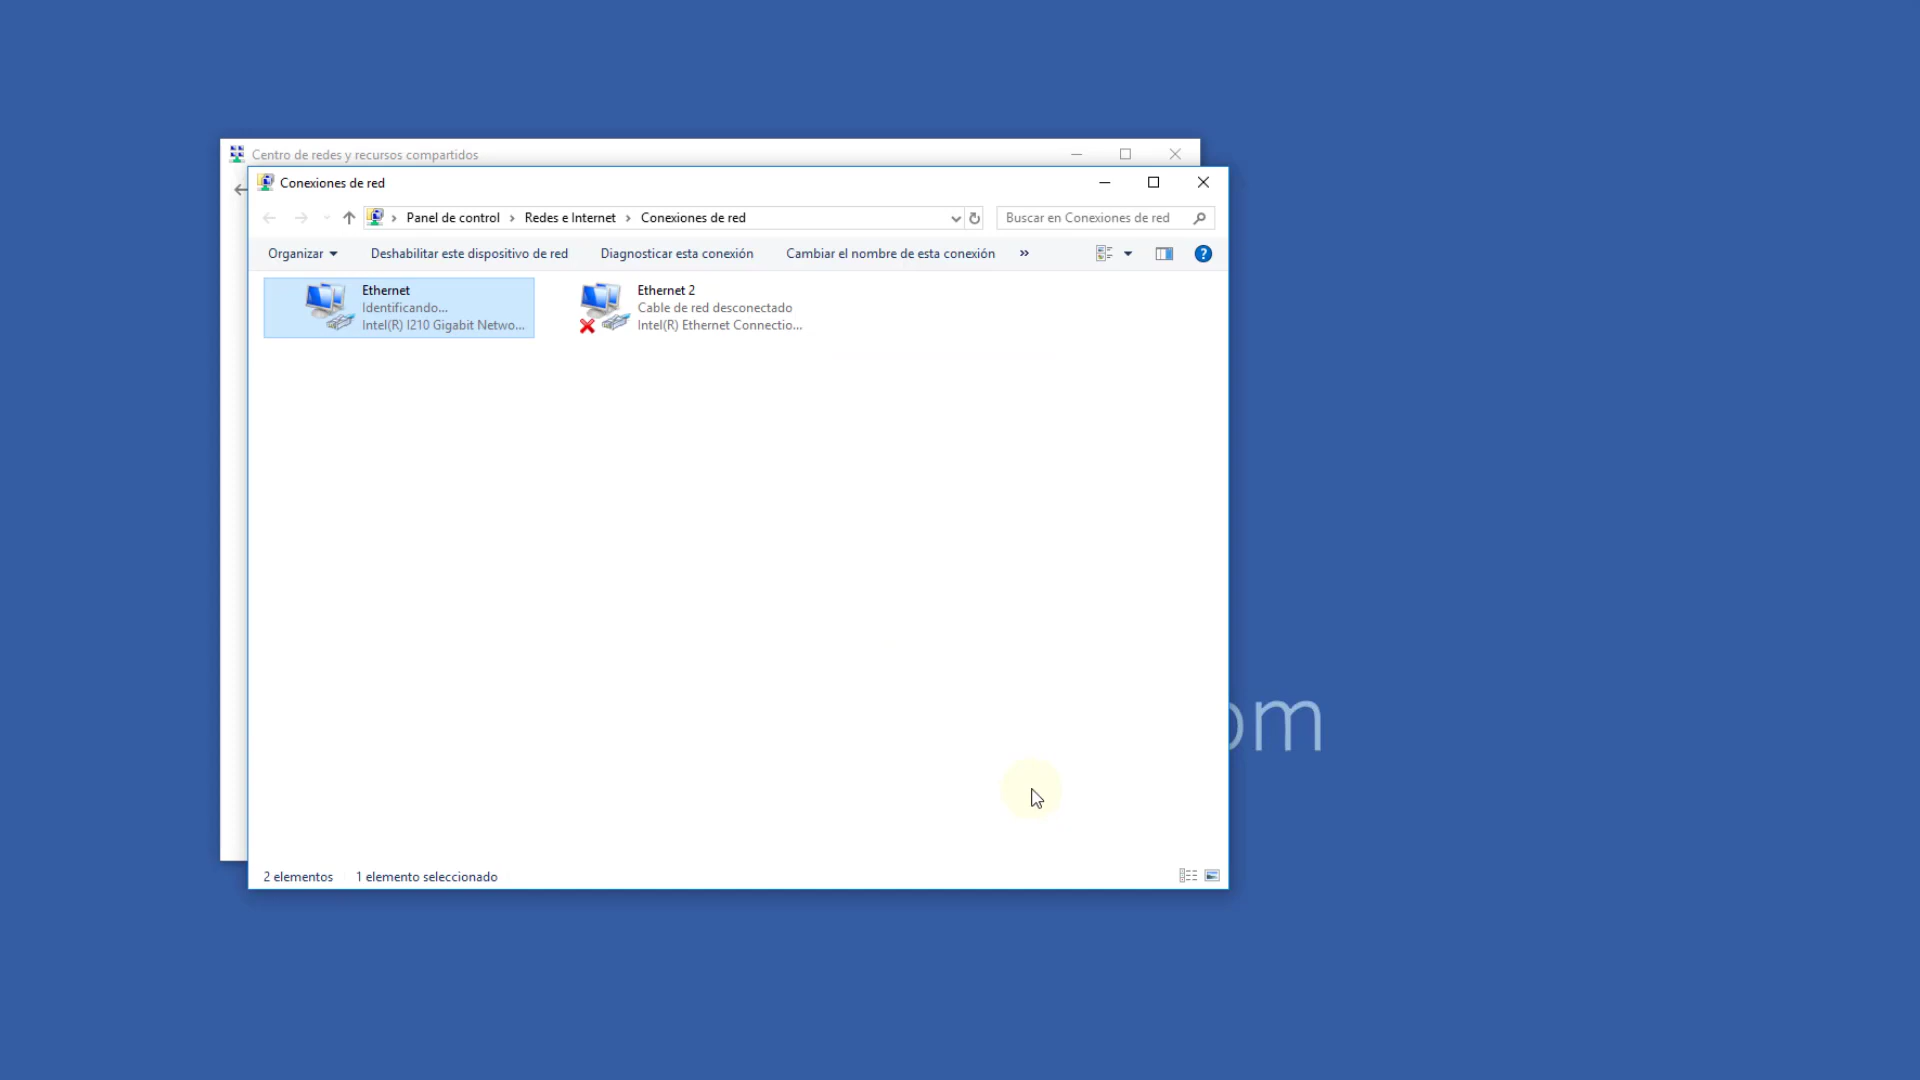 Centro de redes y recursos compartidos
Conexiones de red
Panel de control > Redes e Internet > Conexiones de red
Buscar en Conexiones de red
Organizar
Deshabilitar este dispositivo de red
Diagnosticar esta conexión
Cambiar el nombre de esta conexión
»
Ethernet
Identificando...
Intel(R) I210 Gigabit Netwo...
Ethernet 2
Cable de red desconectado
Intel(R) Ethernet Connectio...
om
2 elementos
1 elemento seleccionado